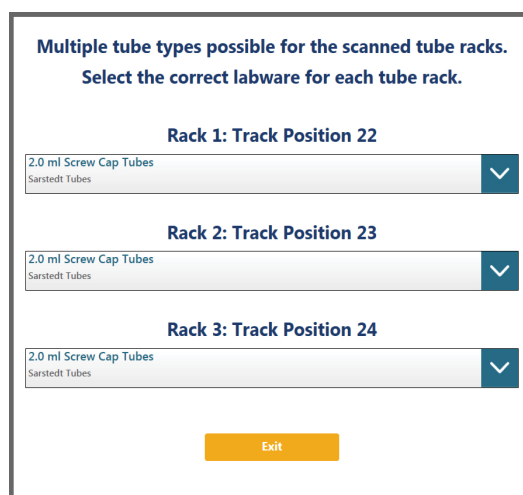 Multiple tube types possible for the scanned tube racks.
Select the correct labware for each tube rack.
Rack 1: Track Position 22
2.0 ml Screw Cap Tubes
Sarstedt Tubes
Rack 2: Track Position 23
2.0 ml Screw Cap Tubes
Sarstedt Tubes
Rack 3: Track Position 24
2.0 ml Screw Cap Tubes
Sarstedt Tubes
Exit